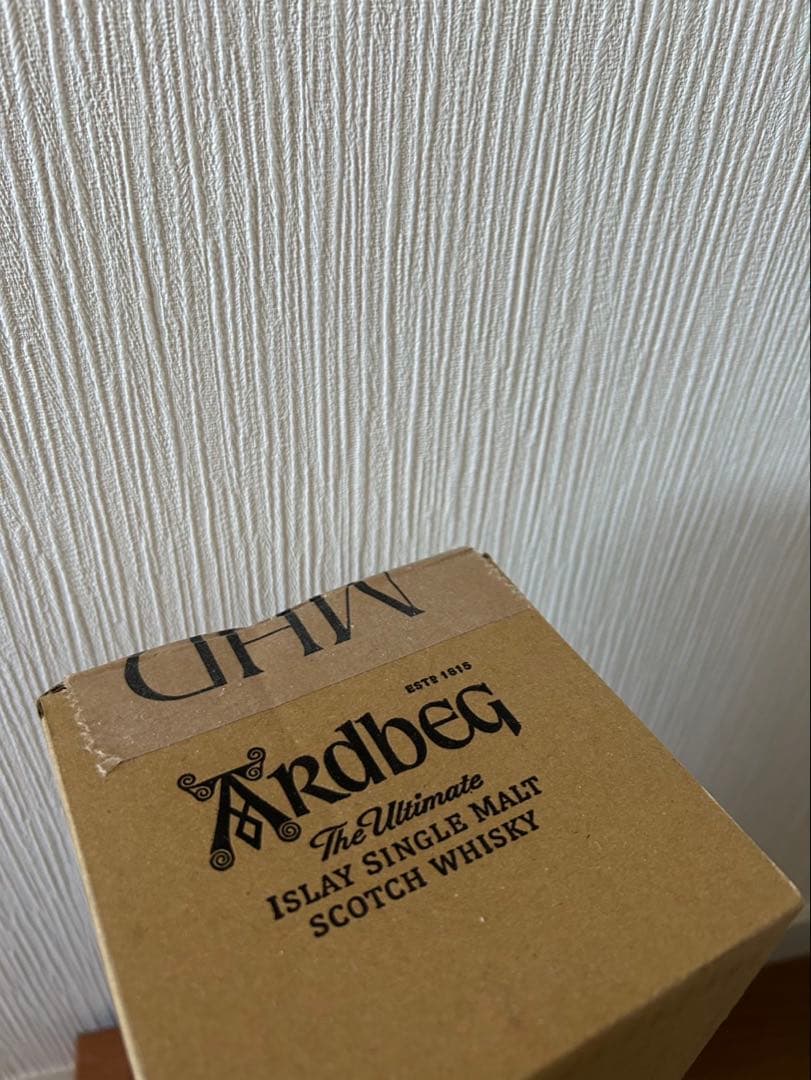 MHD
ESTD 1815
ARdbEG
The Ultimate
ISLAY SINGLE MALT
SCOTCH WHISKY